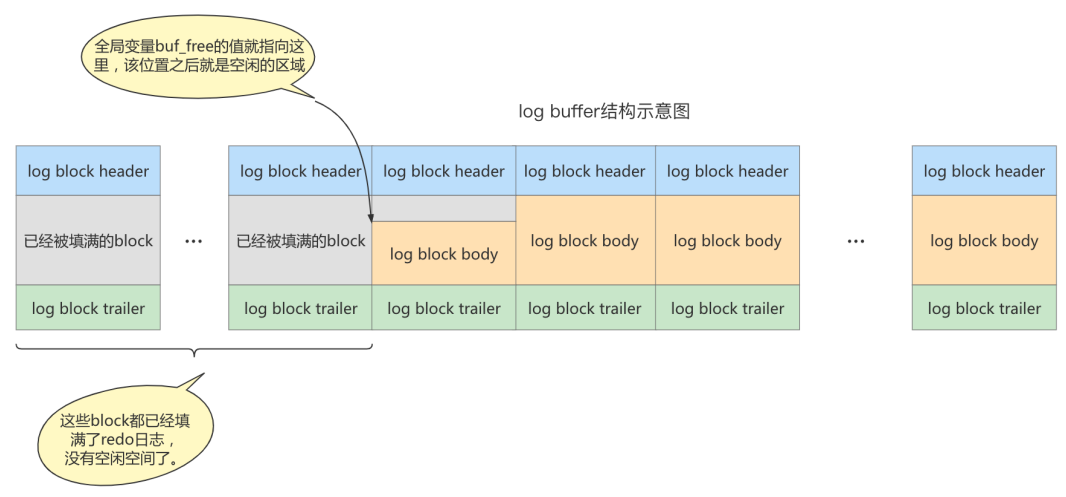 全局变量buf_free的值就指向这
里，该位置之后就是空闲的区域
log buffer结构示意图
log block header
log block header
log block header
log block header
log block header
log block header
已经被填满的block
...
已经被填满的block
log block body
log block body
log block body
...
log block body
log block trailer
log block trailer
log block trailer
log block trailer
log block trailer
log block trailer
这些block都已经填
满了redo日志，
没有空闲空间了。